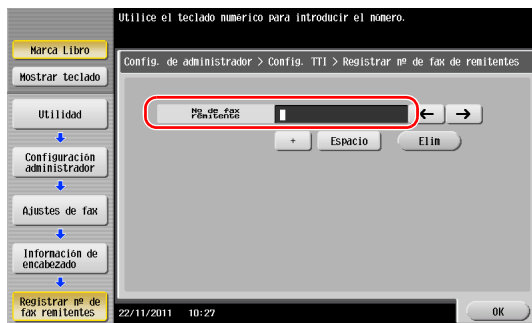 Utilice el teclado numérico para introducir el número.
Marca Libro
Mostrar teclado
Config. de administrador > Config. TTI > Registrar nº de fax de remitentes
Utilidad
Configuración
administrador
Ajustes de fax
Información de
encabezado
Registrar nº de
fax remitentes
No de fax
remitente
← →
+ Espacio Elim
22/11/2011 10:27
OK